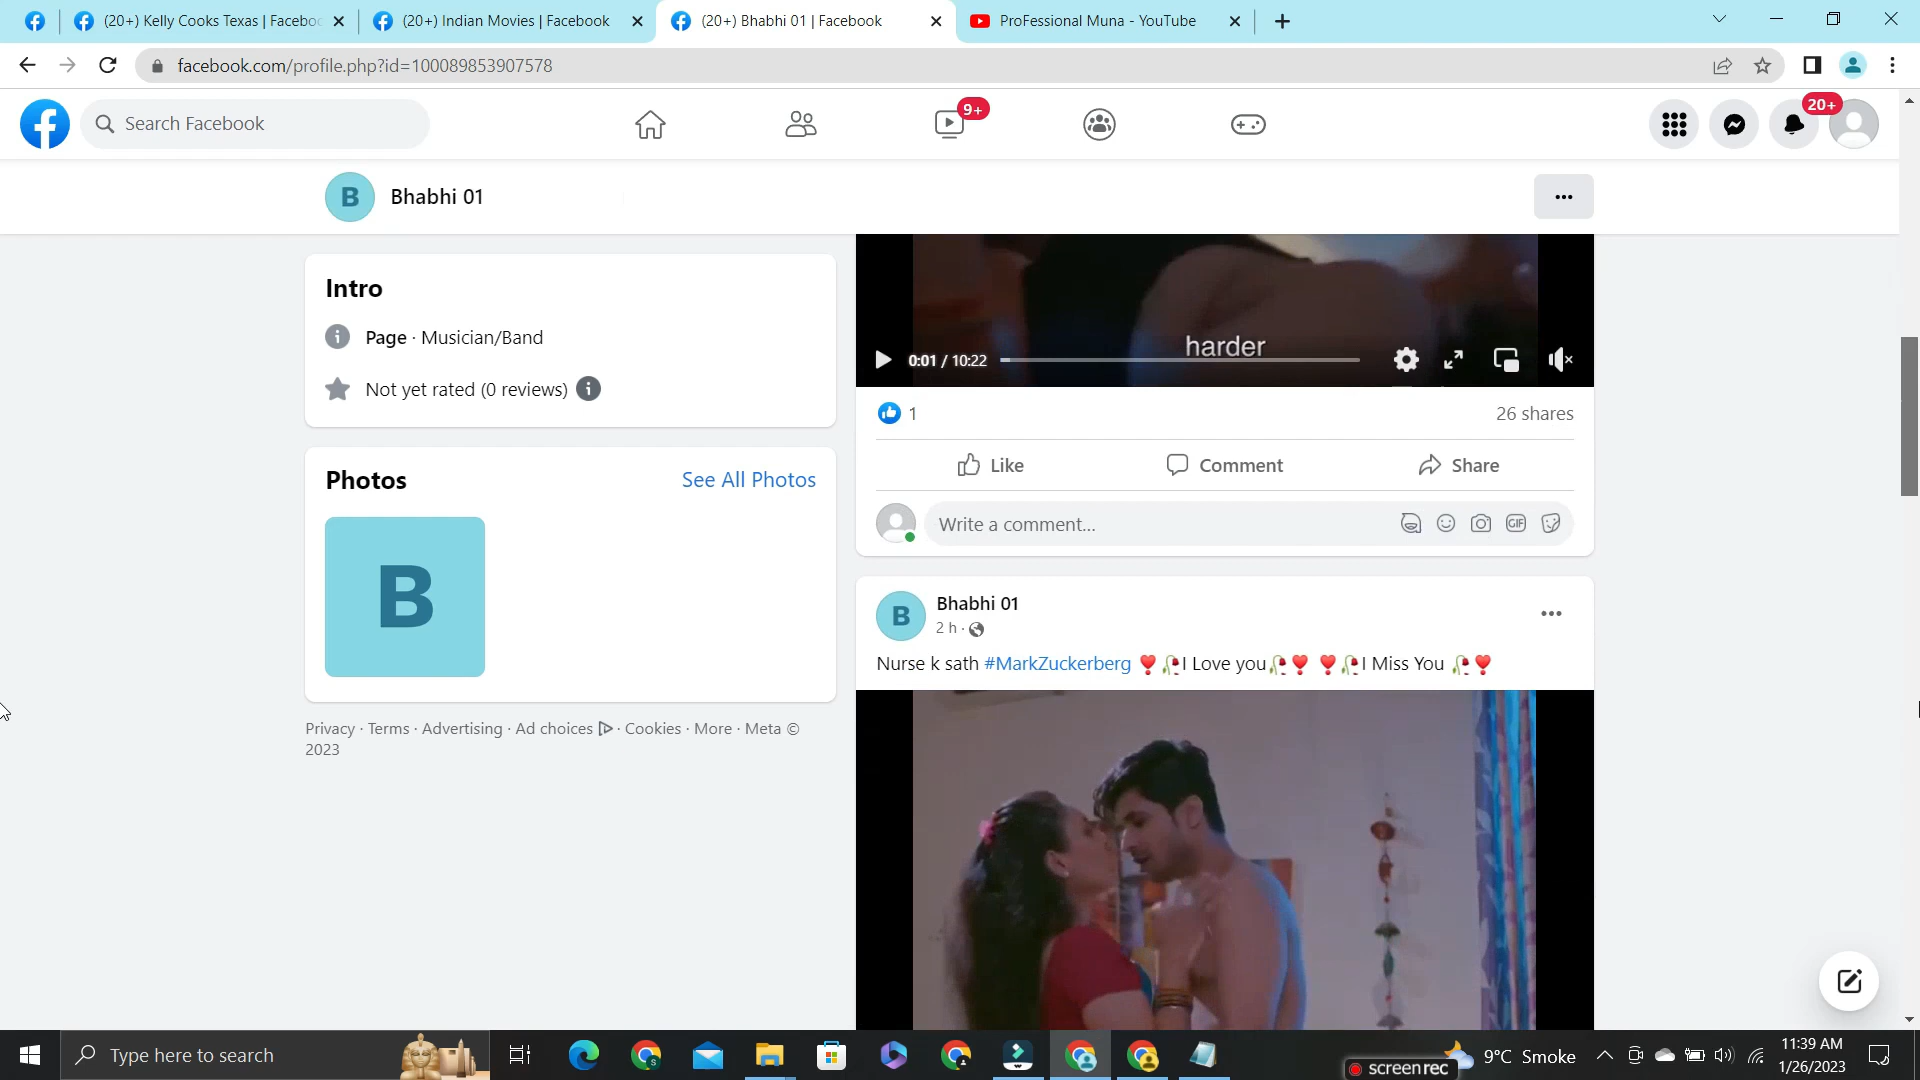 (20+) Kelly Cooks Texas | Faceboo
(20+) Indian Movies | Facebook
(20+) Bhabhi 01 | Facebook
ProFessional Muna - YouTube
facebook.com/profile.php?id=100089853907578
Search Facebook
9+
20+
B
Bhabhi 01
...
Intro
Page · Musician/Band
Not yet rated (0 reviews)
Photos
See All Photos
B
Privacy · Terms · Advertising · Ad choices · Cookies · More · Meta ©
2023
harder
0:01 / 10:22
1
26 shares
Like
Comment
Share
Write a comment...
GIF
B
Bhabhi 01
2 h ·
Nurse k sath #MarkZuckerberg ❣️🥀I Love you🥀❣️ ❣️🥀I Miss You 🥀❣️
Type here to search
screenrec
9°C Smoke
11:39 AM
1/26/2023